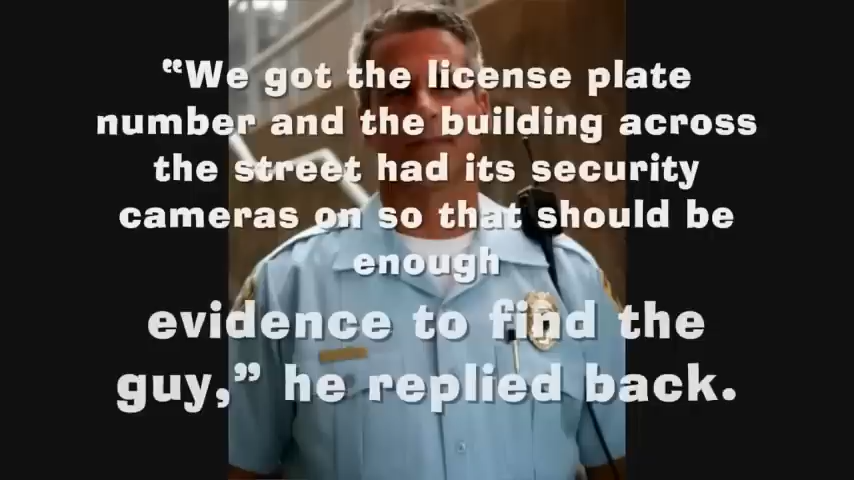 “We got the license plate
number and the building across
the street had its security
cameras on so that should be
enough
evidence to find the
guy,” he replied back.